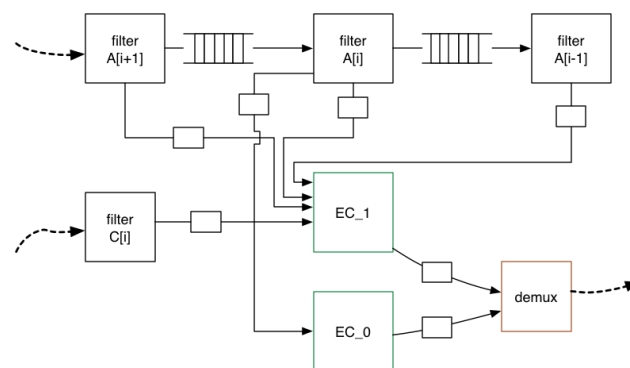 filter
A[i+1]
filter
A[i]
filter
A[i-1]
filter
C[i]
EC_1
EC_0
demux